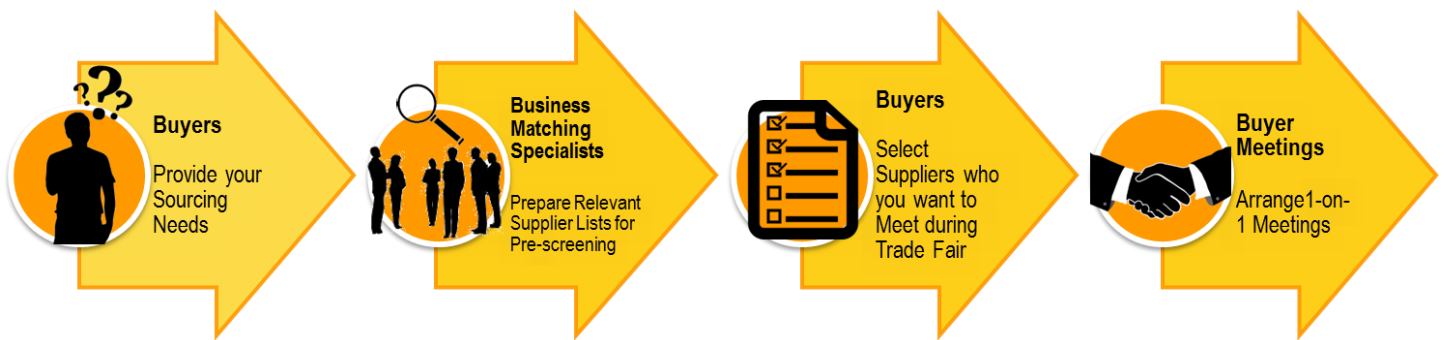 Buyers
Provide your
Sourcing
Needs
Business
Matching
Specialists
Prepare Relevant
Supplier Lists for
Pre-screening
Buyers
Select
Suppliers who
you want to
Meet during
Trade Fair
Buyer
Meetings
Arrange1-on-
1 Meetings